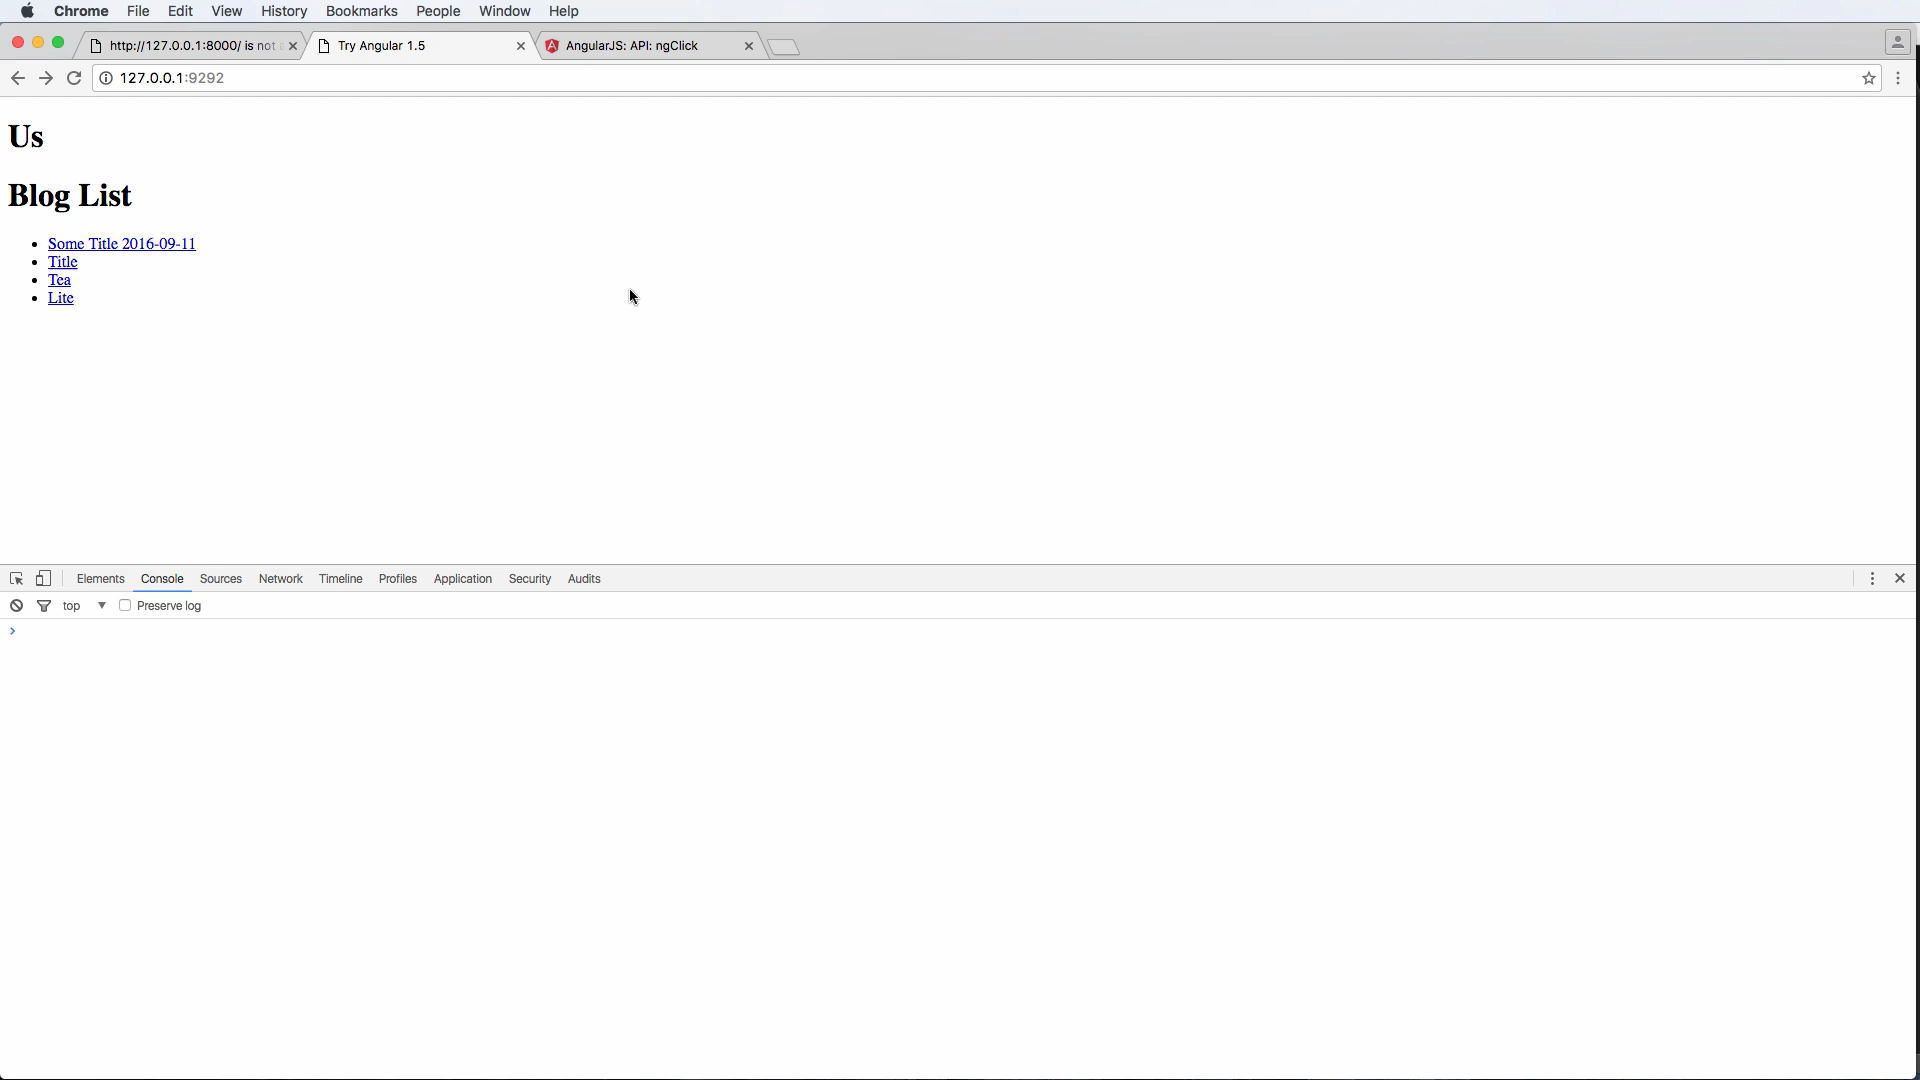 Chrome File Edit View History Bookmarks People Window Help
http://127.0.0.1:8000/ is not
Try Angular 1.5
AngularJS: API: ngClick
127.0.0.1:9292
Us
Blog List
Some Title 2016-09-11
Title
Tea
Lite
Elements Console Sources Network Timeline Profiles Application Security Audits
top Preserve log